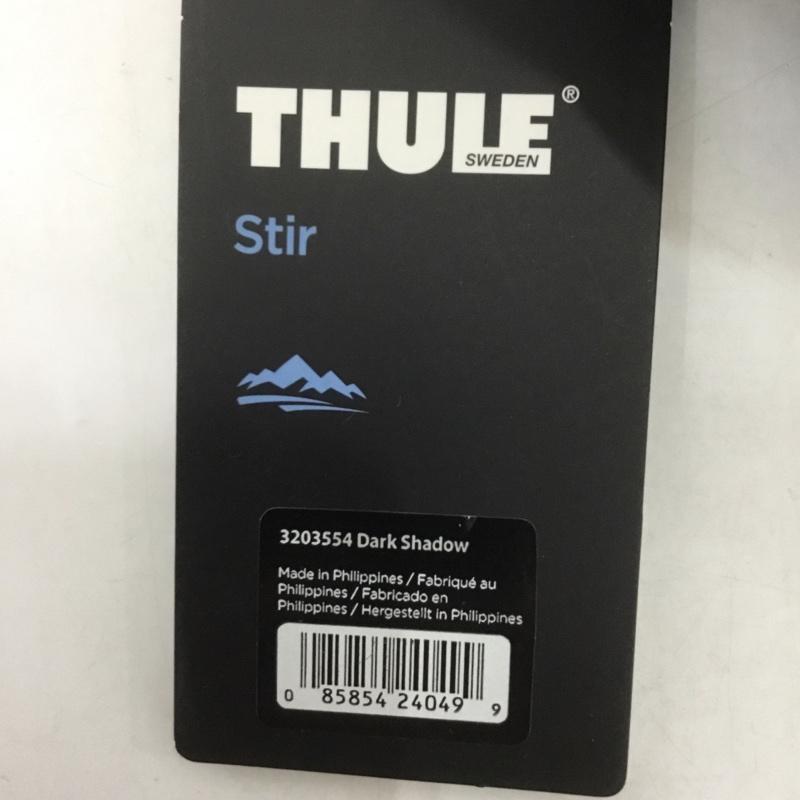 THULE®
SWEDEN
Stir
3203554 Dark Shadow
Made in Philippines / Fabriqué au
Philippines / Fabricado en
Philippines / Hergestellt in Philippines
0 85854 24049 9